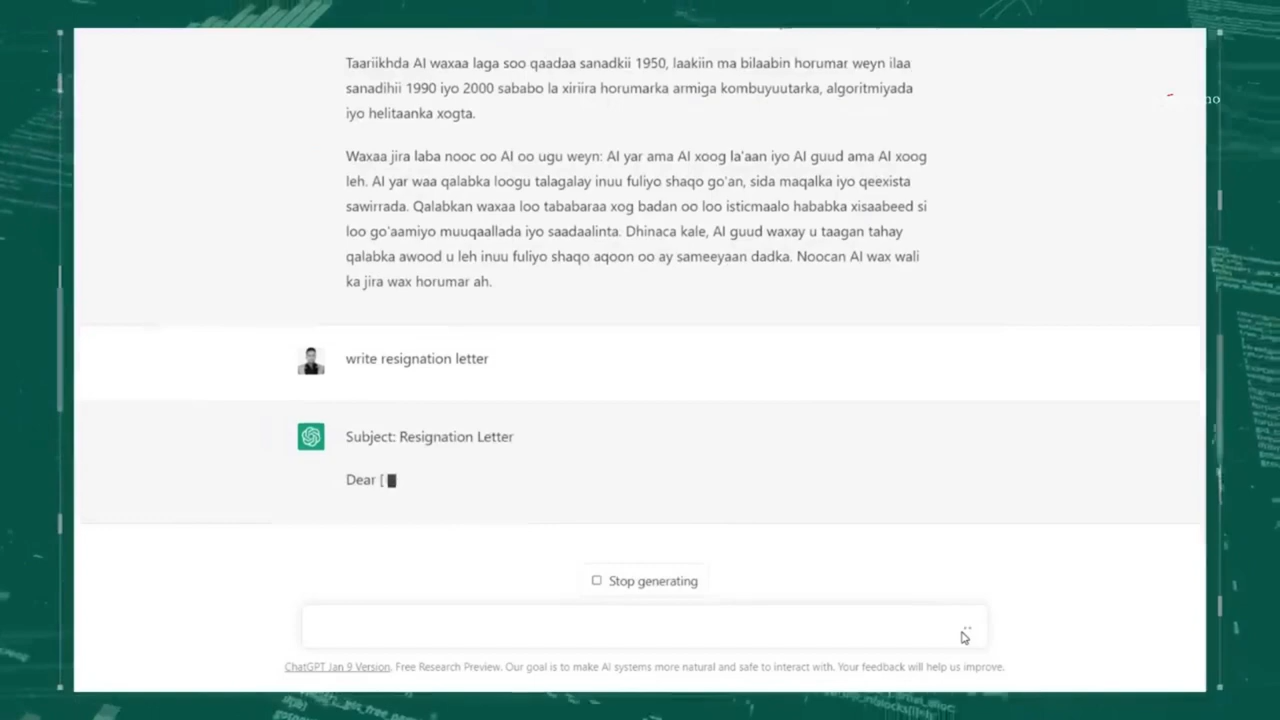 Taariikhda AI waxaa laga soo qaadaa sanadkii 1950, laakiin ma bilaabin horumar weyn ilaa
sanadihii 1990 iyo 2000 sababo la xiriira horumarka armiga kombuyuutarka, algoritmiyada
iyo helitaanka xogta.
Waxaa jira laba nooc oo AI oo ugu weyn: AI yar ama AI xoog la'aan iyo AI guud ama AI xoog
leh. AI yar waa qalabka loogu talagalay inuu fuliyo shaqo go'an, sida maqalka iyo qeexista
sawirrada. Qalabkan waxaa loo tababaraa xog badan oo loo isticmaalo hababka xisaabeed si
loo go'aamiyo muuqaallada iyo saadaalinta. Dhinaca kale, AI guud waxay u taagan tahay
qalabka awood u leh inuu fuliyo shaqo aqoon oo ay sameeyaan dadka. Noocan AI wax wali
ka jira wax horumar ah.
write resignation letter
Subject: Resignation Letter
Dear [
Stop generating
ChatGPT Jan 9 Version. Free Research Preview. Our goal is to make AI systems more natural and safe to interact with. Your feedback will help us improve.